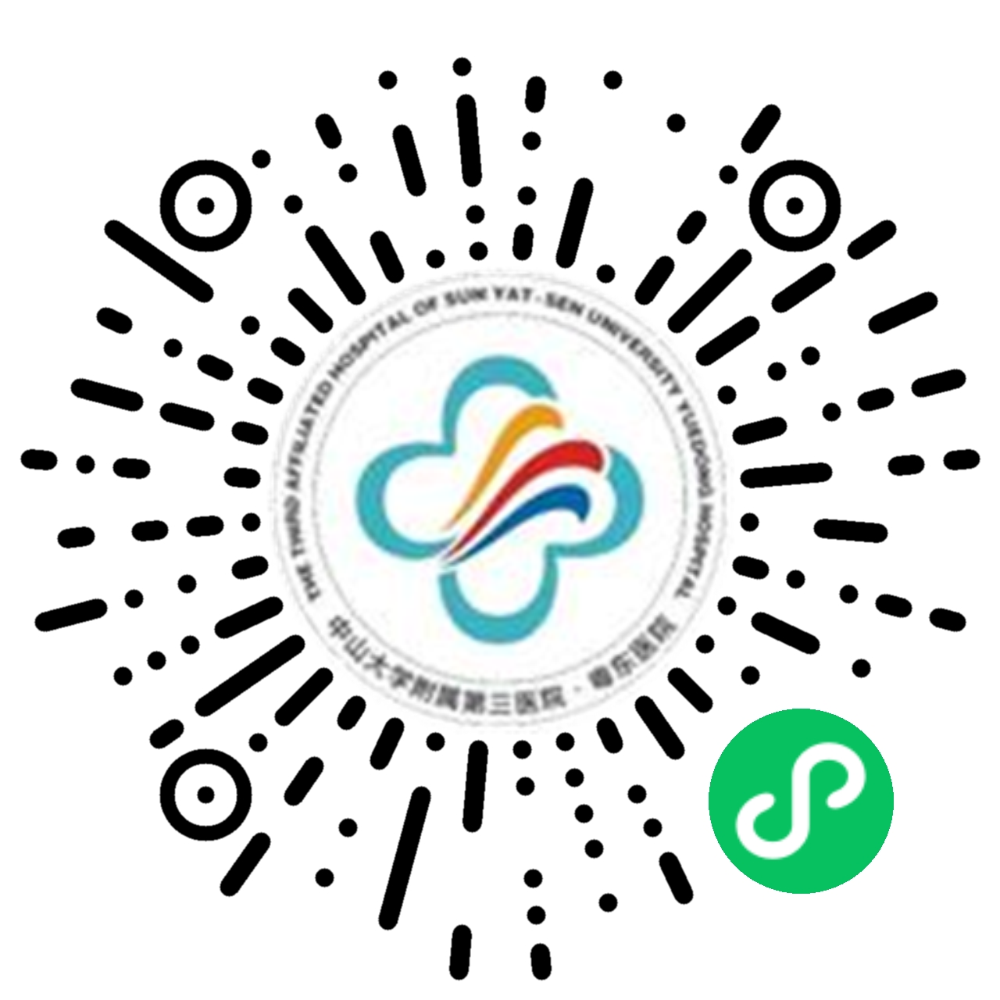 THE THIRD AFFILIATED HOSPITAL OF SUN YAT-SEN UNIVERSITY YUEDONG HOSPITAL
中山大学附属第三医院·粤东医院